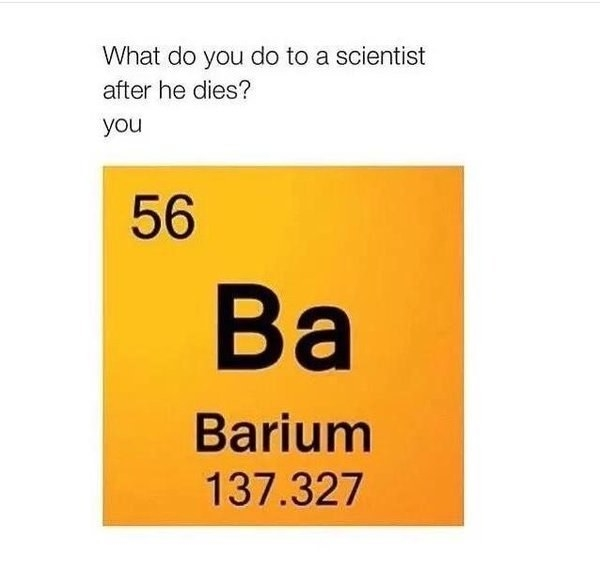 What do you do to a scientist
after he dies?
you
56
Ba
Barium
137.327